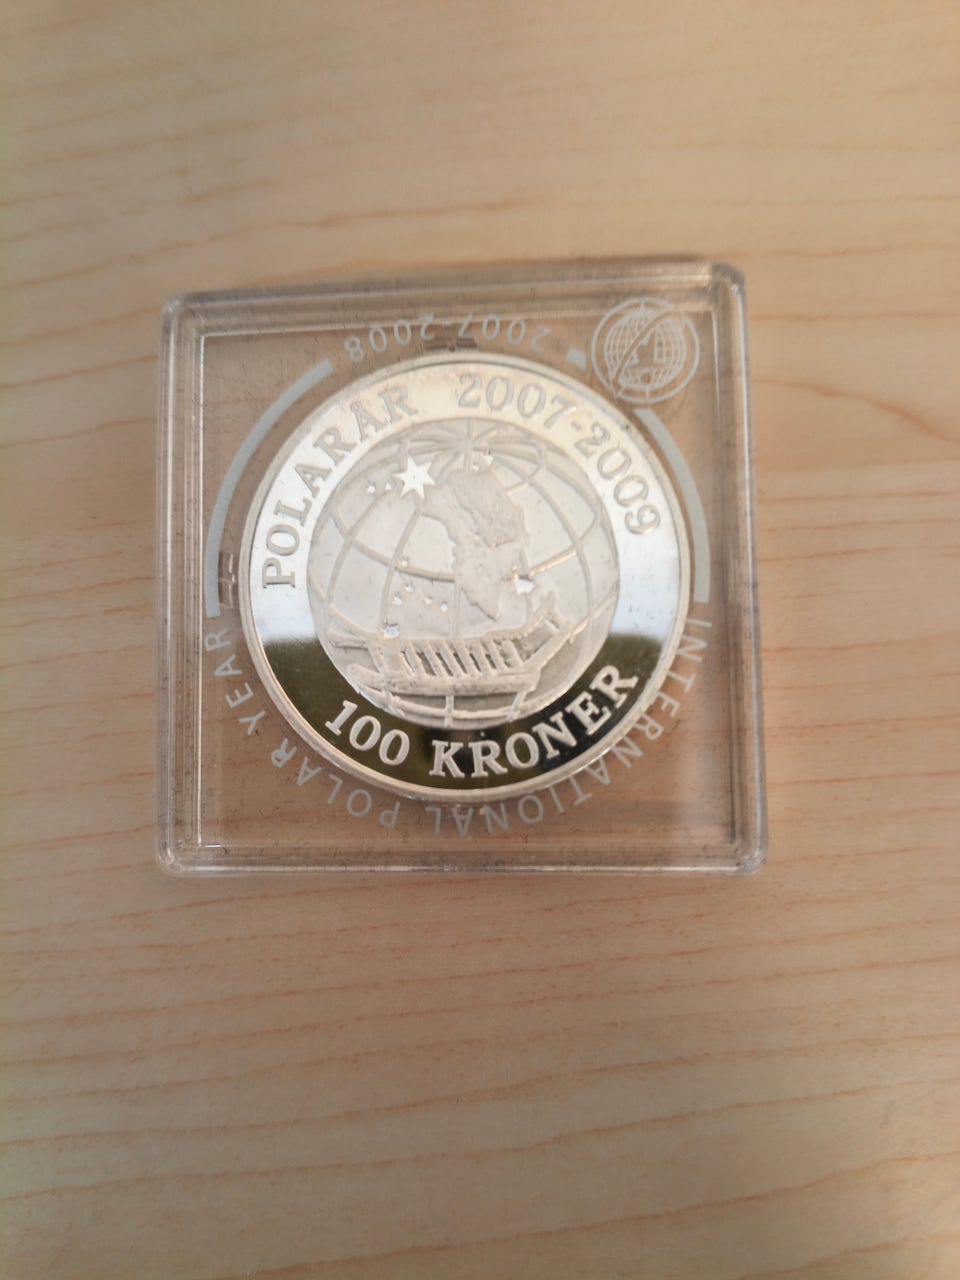 POLARÅR 2007-2009
100 KRONER
INTERNATIONAL POLAR YEAR
2007-2008